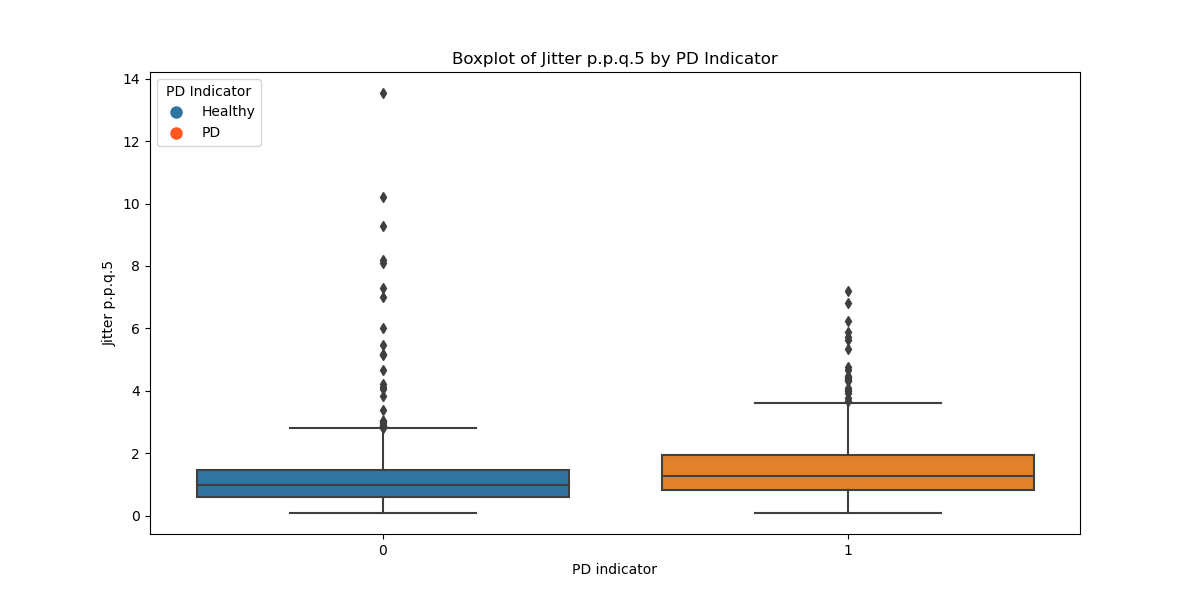 Boxplot of Jitter p.p.q.5 by PD Indicator
PD Indicator
Healthy
PD
14
12
10
8
6
4
2
0
Jitter p.p.q.5
0
1
PD indicator